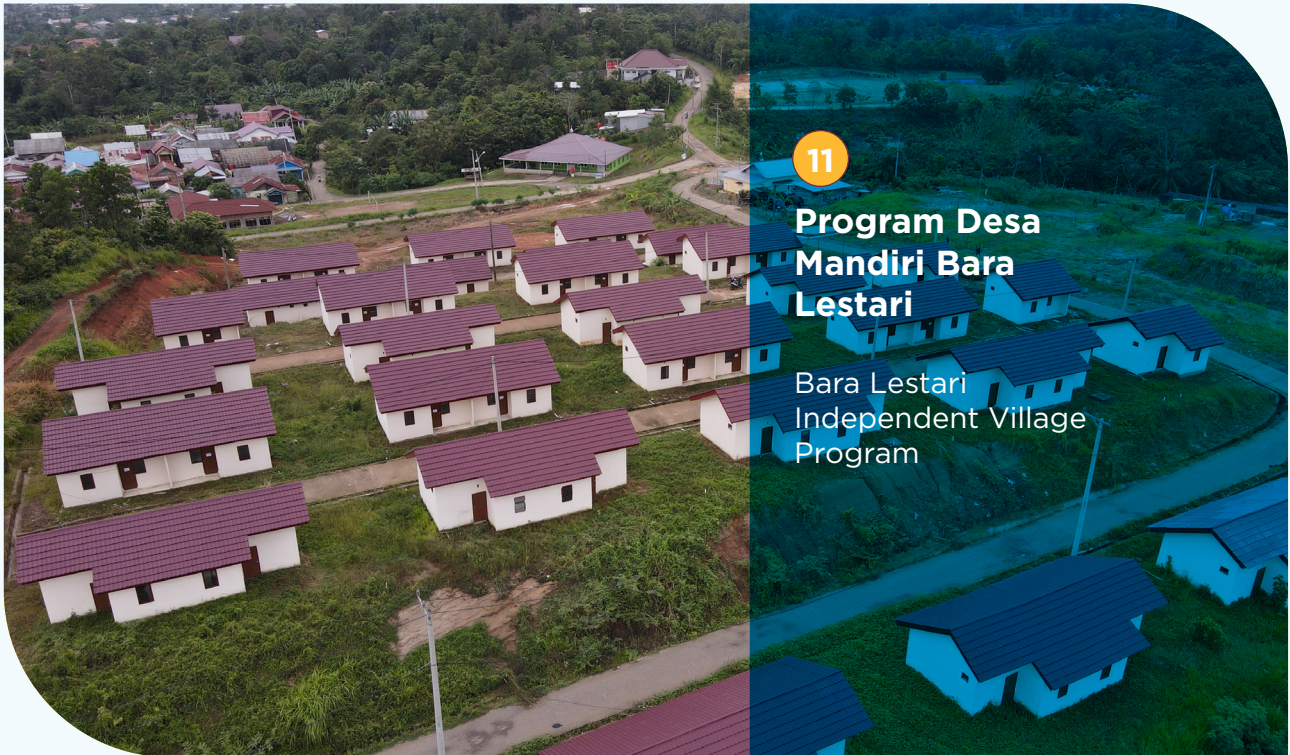 11
Program Desa
Mandiri Bara
Lestari
Bara Lestari
Independent Village
Program